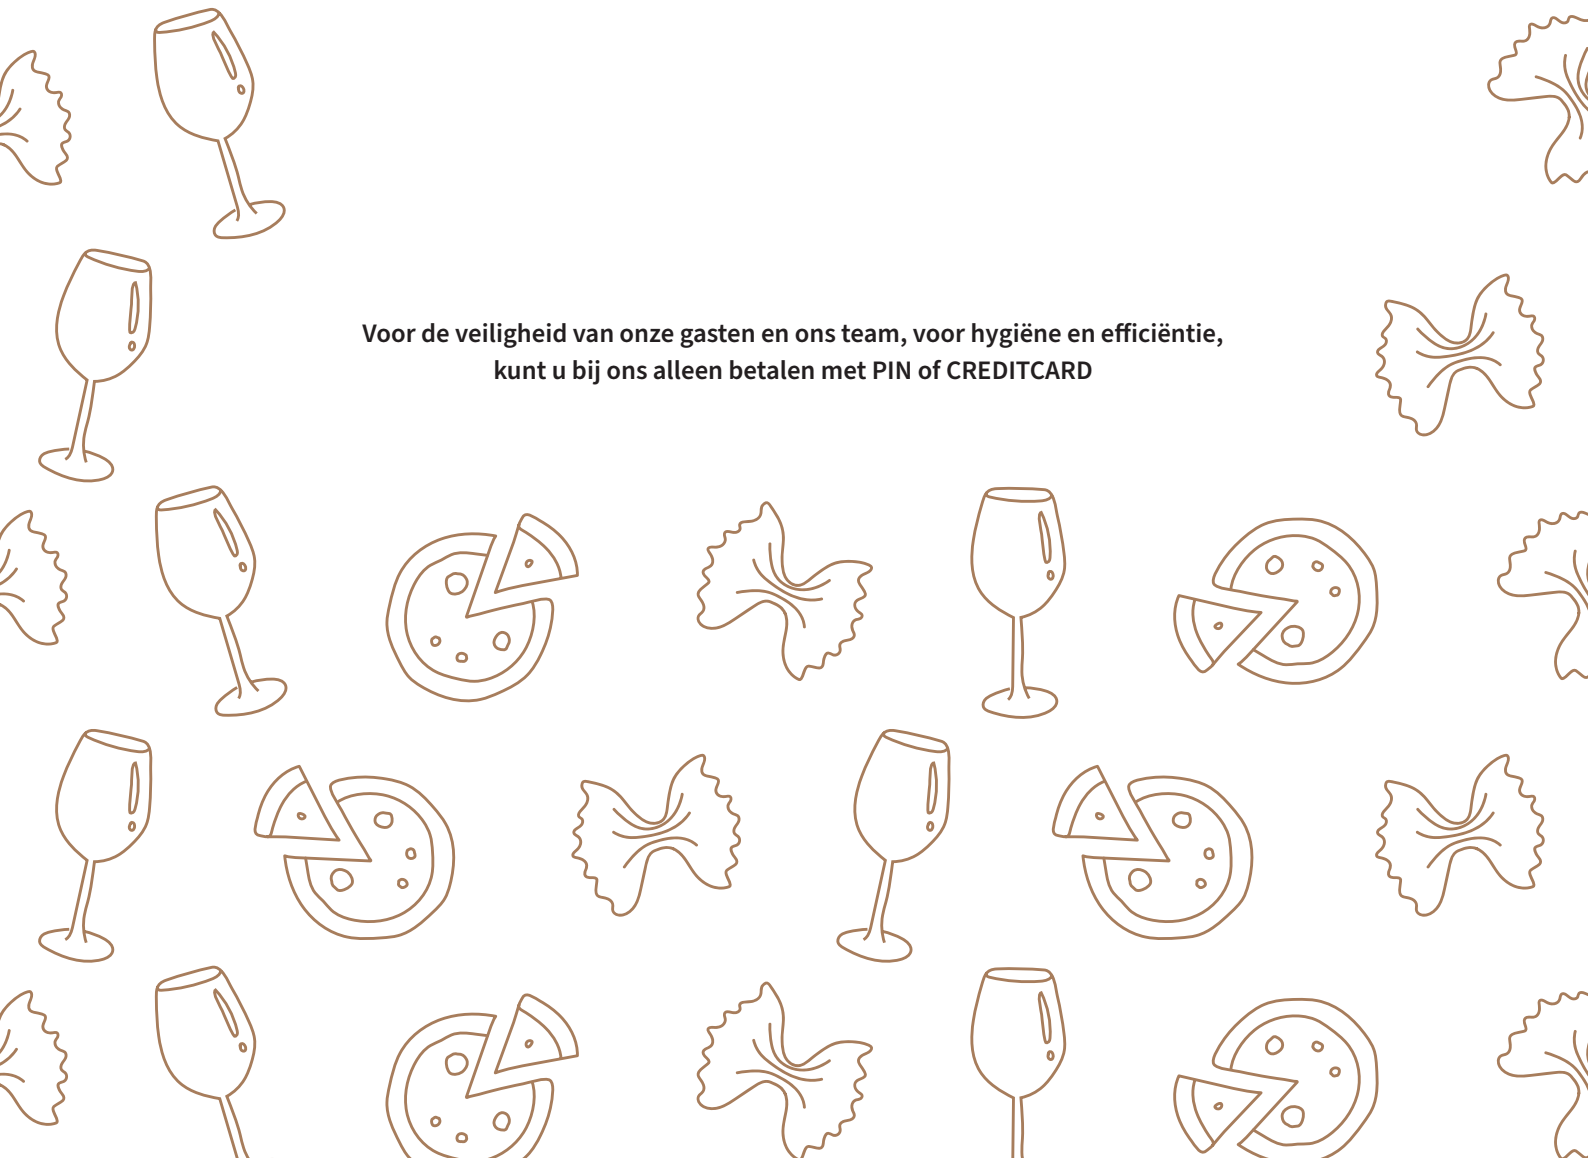 Voor de veiligheid van onze gasten en ons team, voor hygiëne en efficiëntie,
kunt u bij ons alleen betalen met PIN of CREDITCARD